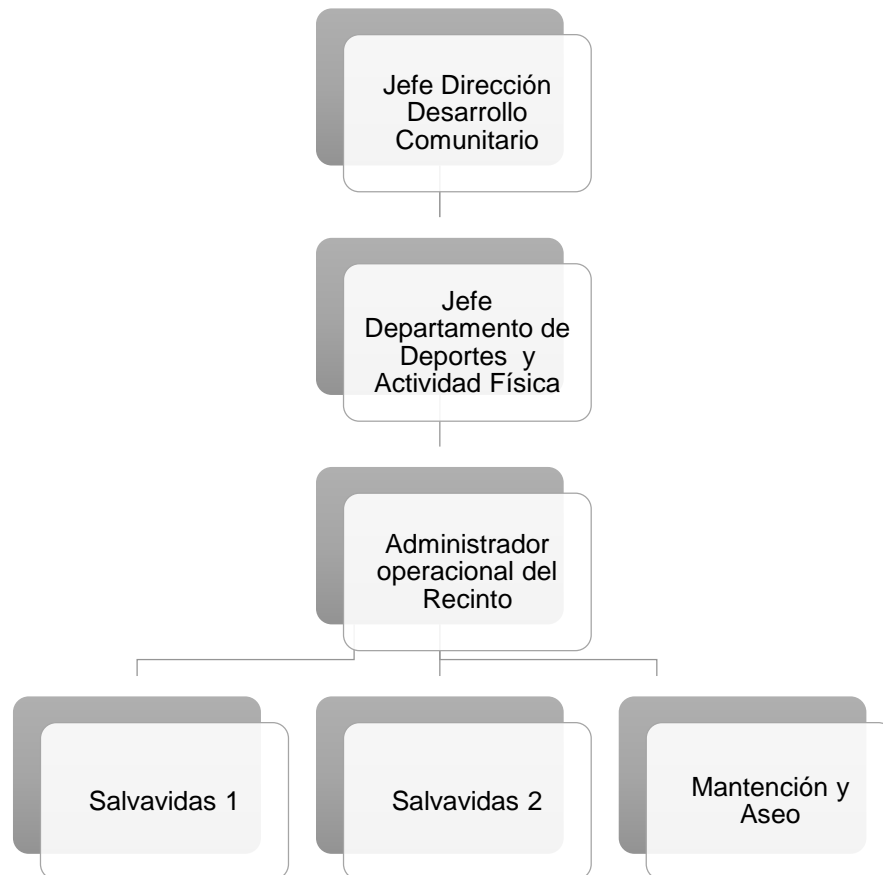 Jefe Dirección
Desarrollo
Comunitario
Jefe
Departamento de
Deportes y
Actividad Física
Administrador
operacional del
Recinto
Salvavidas 1
Salvavidas 2
Mantención y
Aseo